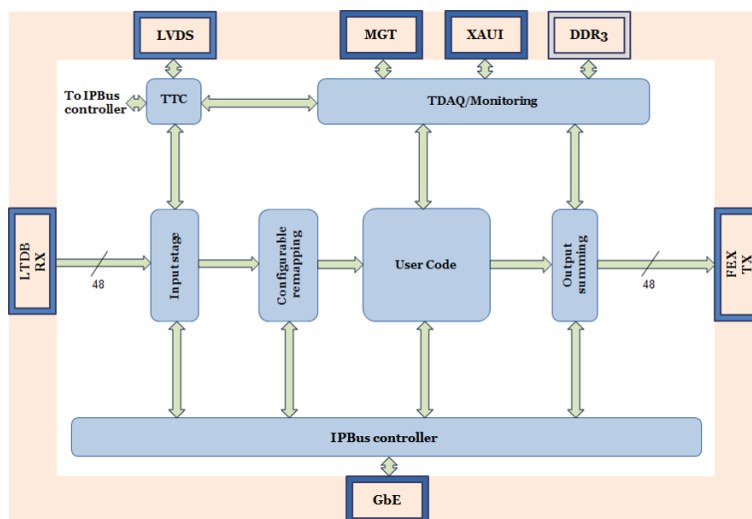 LVDS
MGT
XAUI
DDR3
To IPBus
controller
TTC
TDAQ/Monitoring
LTDB
RX
48
Input stage
Configurable
remapping
User Code
Output
summing
48
FEX
TX
IPBus controller
GbE